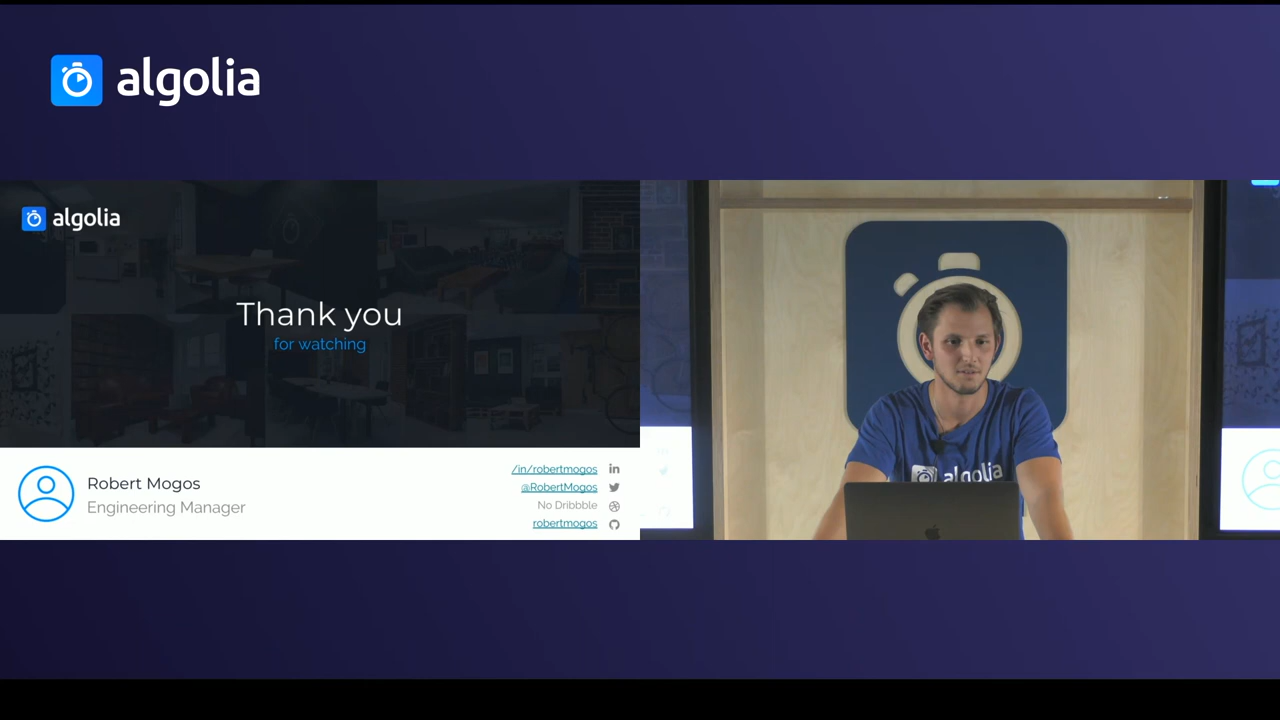 algolia
algolia
Thank you
for watching
Robert Mogos
Engineering Manager
/in/robertmogos
@RobertMogos
No Dribbble
robertmogos
algolia